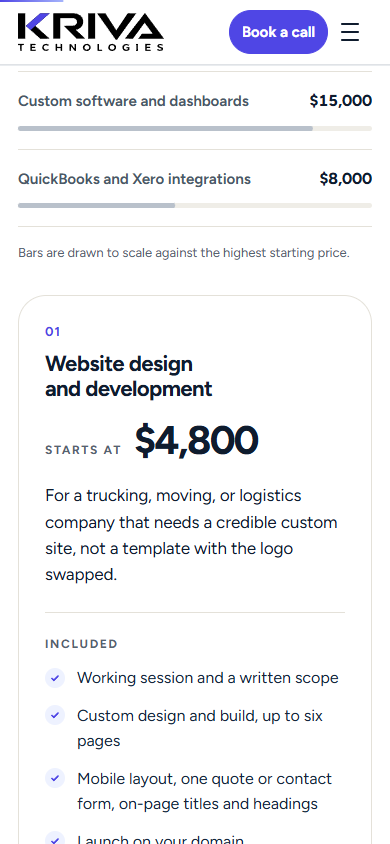 KRIVA
TECHNOLOGIES
Book a call
Custom software and dashboards $15,000
QuickBooks and Xero integrations $8,000
Bars are drawn to scale against the highest starting price.
01
Website design
and development
STARTS AT $4,800
For a trucking, moving, or logistics
company that needs a credible custom
site, not a template with the logo
swapped.
INCLUDED
Working session and a written scope
Custom design and build, up to six
pages
Mobile layout, one quote or contact
form, on-page titles and headings
Launch on your domain